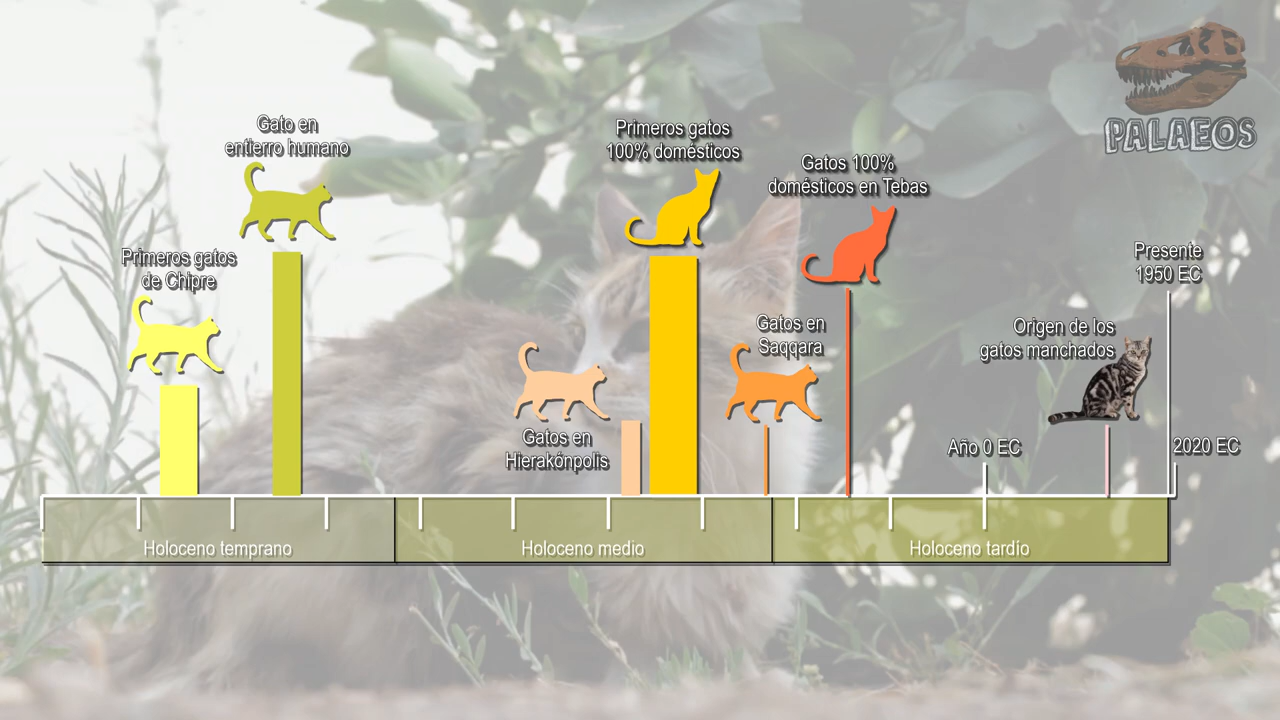 PALAEOS
Gato en
entierro humano
Primeros gatos
100% domésticos
Gatos 100%
domésticos en Tebas
Primeros gatos
de Chipre
Presente
1950 EC
Gatos en
Saqqara
Origen de los
gatos manchados
Gatos en
Hierakónpolis
Año 0 EC
2020 EC
Holoceno temprano
Holoceno medio
Holoceno tardío